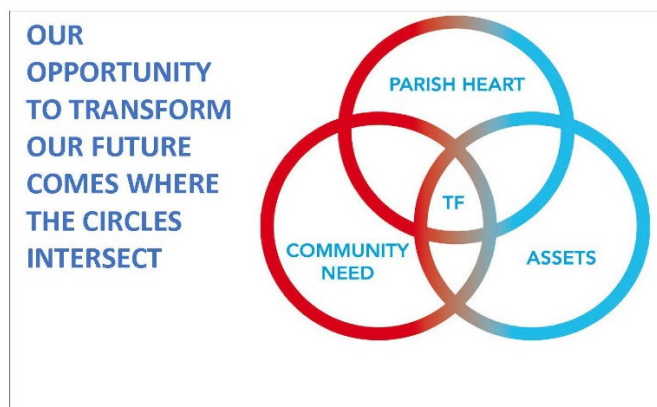 OUR
OPPORTUNITY
TO TRANSFORM
OUR FUTURE
COMES WHERE
THE CIRCLES
INTERSECT
PARISH HEART
TF
COMMUNITY
NEED
ASSETS